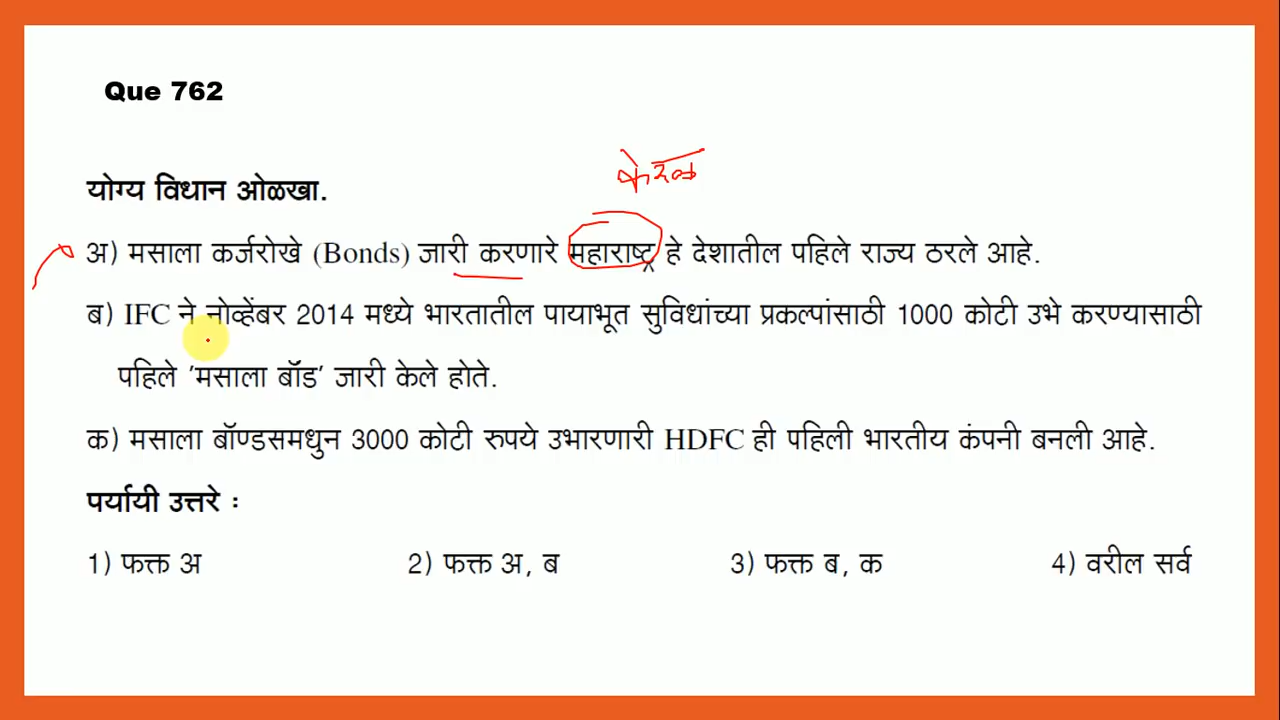 Que 762
योग्य विधान ओळखा.
केरळ
अ) मसाला कर्जरोखे (Bonds) जारी करणारे महाराष्ट्र हे देशातील पहिले राज्य ठरले आहे.
ब) IFC ने नोव्हेंबर 2014 मध्ये भारतातील पायाभूत सुविधांच्या प्रकल्पांसाठी 1000 कोटी उभे करण्यासाठी
पहिले 'मसाला बॉड' जारी केले होते.
क) मसाला बॉण्डसमधुन 3000 कोटी रुपये उभारणारी HDFC ही पहिली भारतीय कंपनी बनली आहे.
पर्यायी उत्तरे :
1) फक्त अ 2) फक्त अ, ब 3) फक्त ब, क 4) वरील सर्व